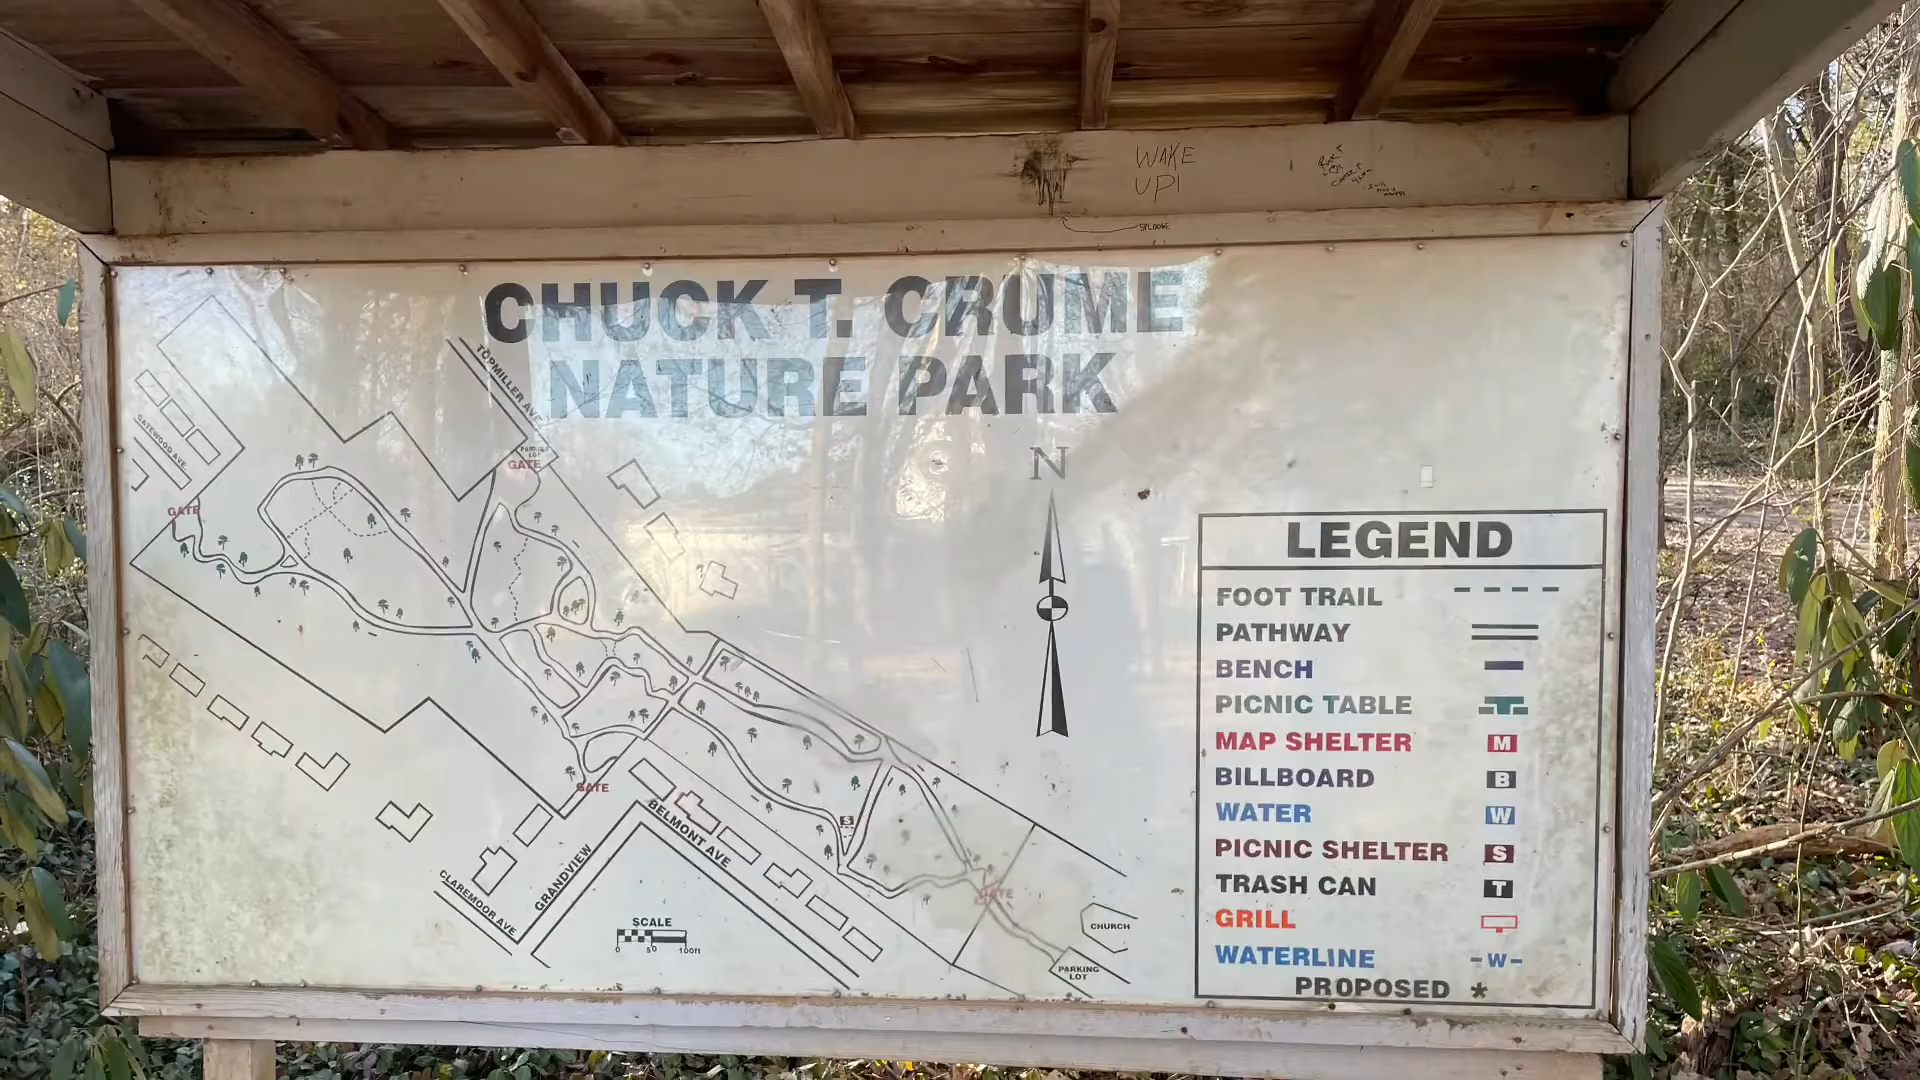 WAKE
UP!
SPLOOGE
CHUCK T. CRUME
NATURE PARK
TOPMILLER AVE
PARKING
LOT
GATE
GATEWOOD AVE.
GATE
N
S
GATE
BELMONT AVE
GRANDVIEW
CLAREMOOR AVE
SCALE
0 50 100ft
GATE
CHURCH
PARKING
LOT
LEGEND
FOOT TRAIL
PATHWAY
BENCH
PICNIC TABLE
MAP SHELTER M
BILLBOARD B
WATER W
PICNIC SHELTER S
TRASH CAN T
GRILL
WATERLINE -W-
PROPOSED *